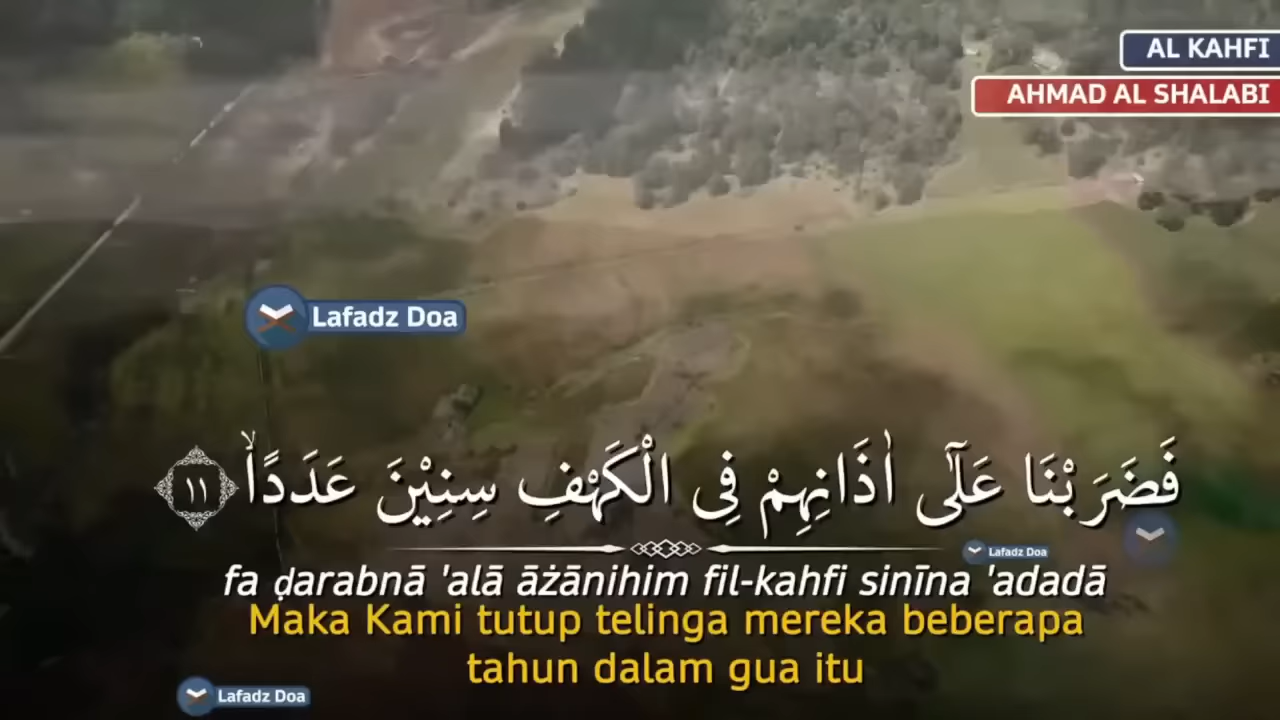 AL KAHFI
AHMAD AL SHALABI
Lafadz Doa
فَضَرَبْنَا عَلٰٓى اٰذَانِهِمْ فِى الْكَهْفِ سِنِيْنَ عَدَدًاۙ ١١
Lafadz Doa
fa ḍarabnā 'alā āżānihim fil-kahfi sinīna 'adadā
Maka Kami tutup telinga mereka beberapa
tahun dalam gua itu
Lafadz Doa